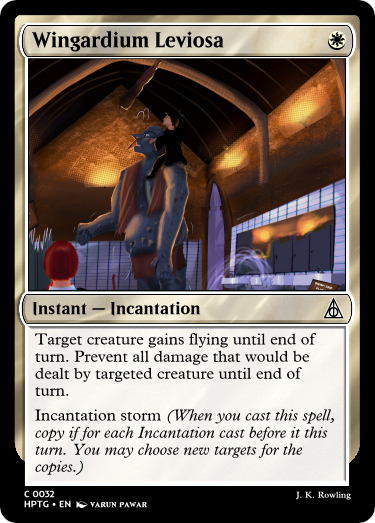 Wingardium Leviosa
Instant — Incantation
Target creature gains flying until end of
turn. Prevent all damage that would be
dealt by targeted creature until end of
turn.
Incantation storm (When you cast this spell,
copy if for each Incantation cast before it this
turn. You may choose new targets for the
copies.)
C 0032
HPTG • EN VARUN PAWAR
J. K. Rowling